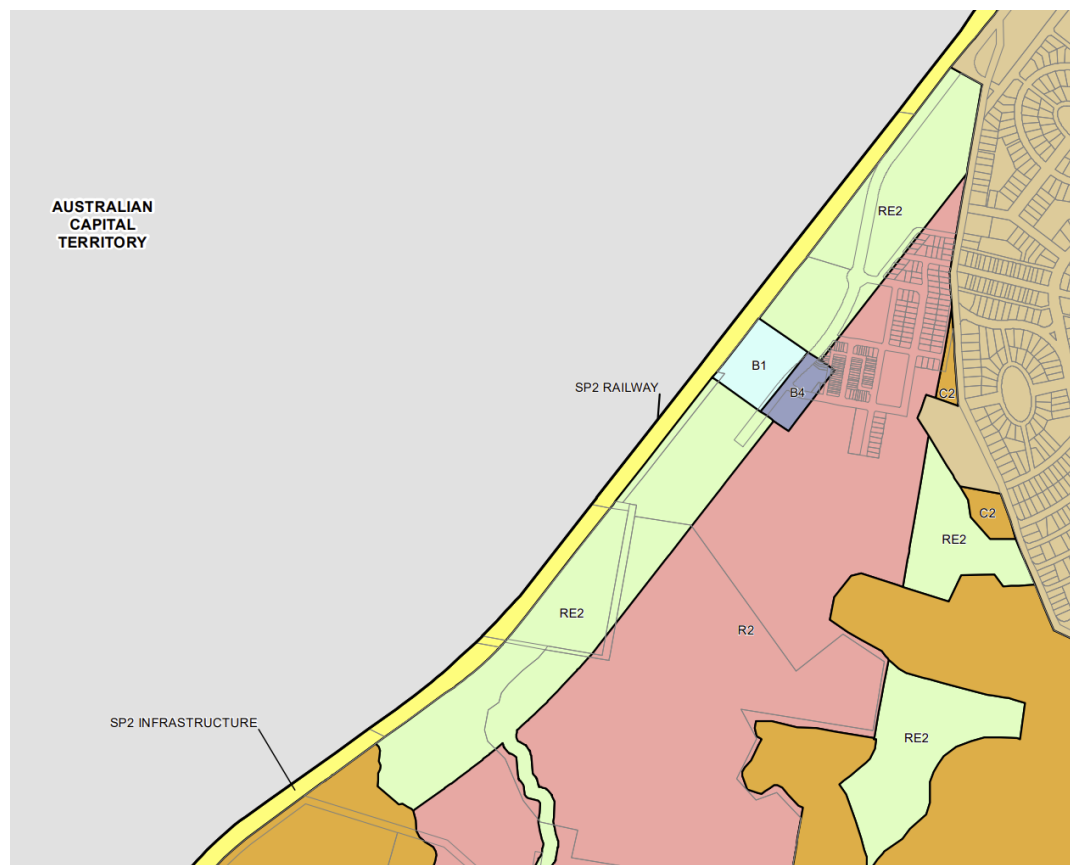 AUSTRALIAN
CAPITAL
TERRITORY
RE2
B1
SP2 RAILWAY
B4
C2
C2
RE2
RE2
R2
SP2 INFRASTRUCTURE
RE2